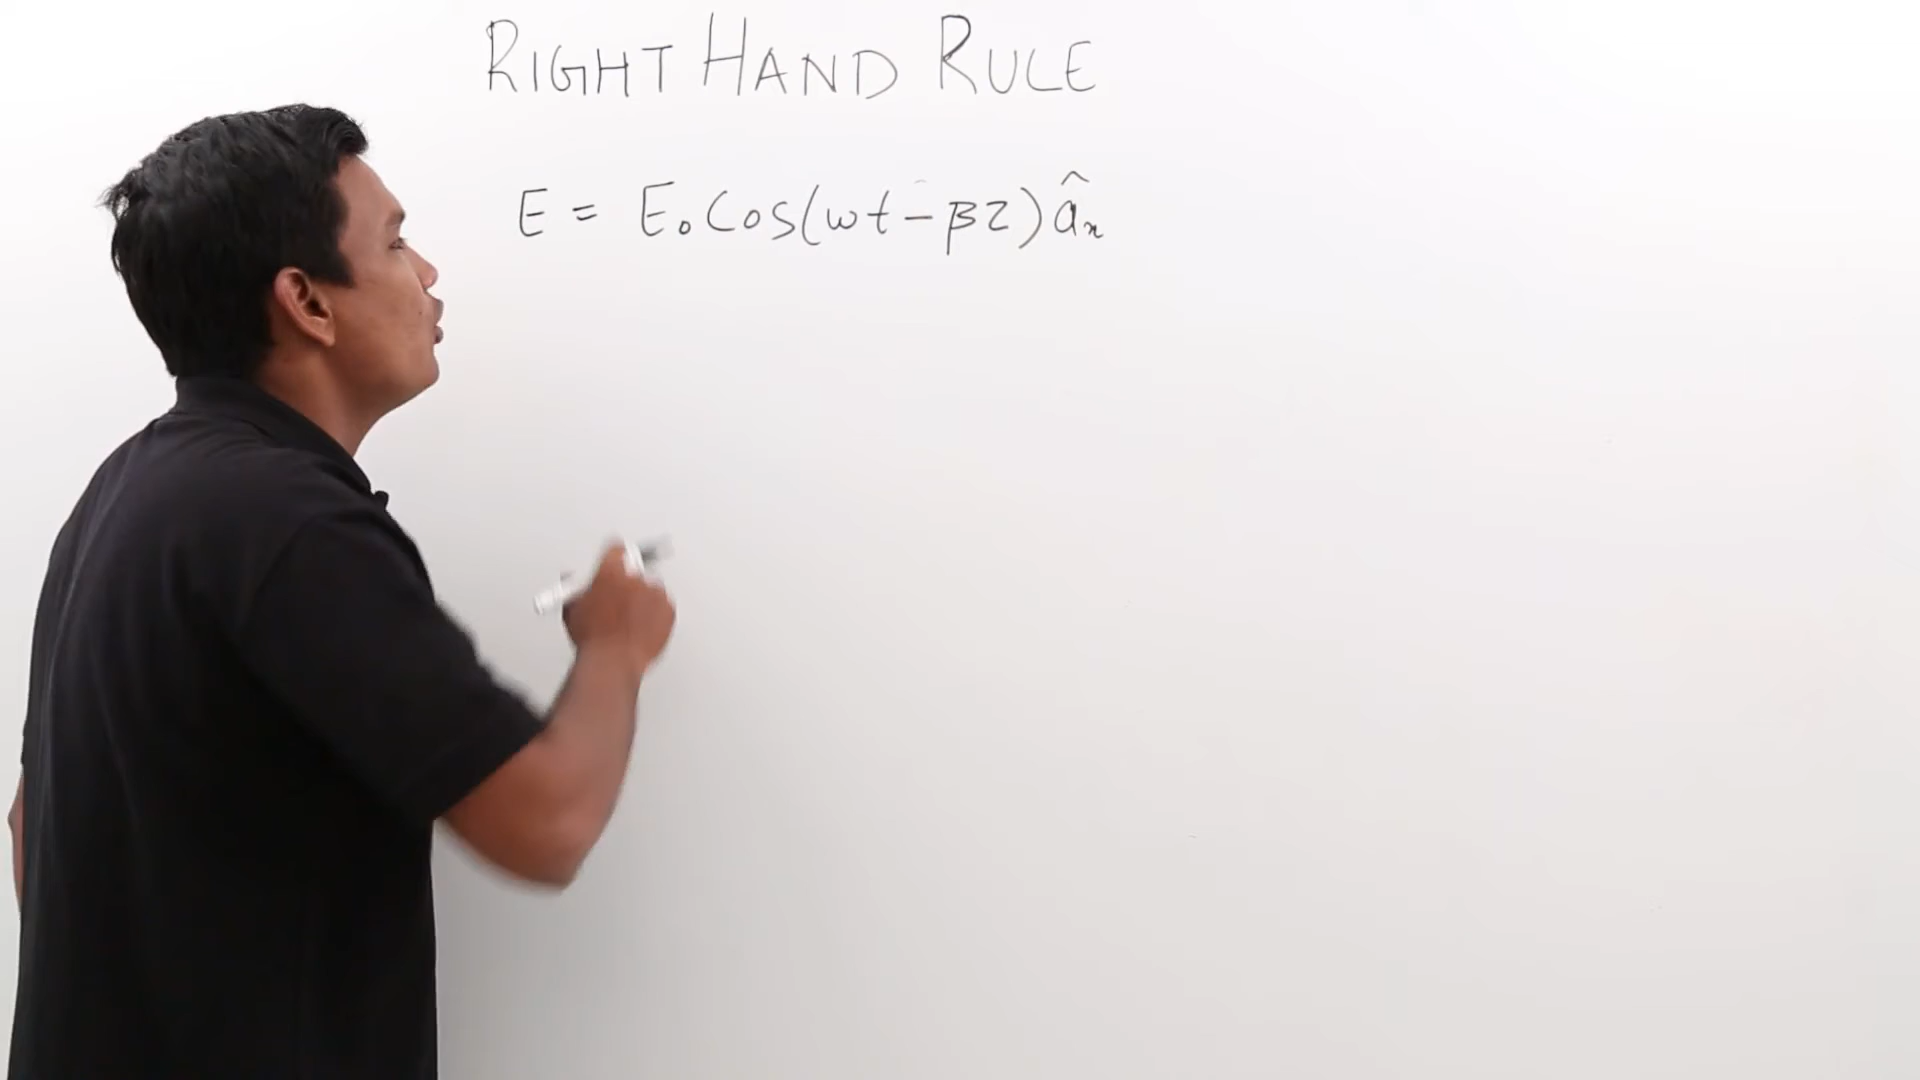 RIGHT HAND RULE
E = E₀ Cos(ωt - βz) âₓ